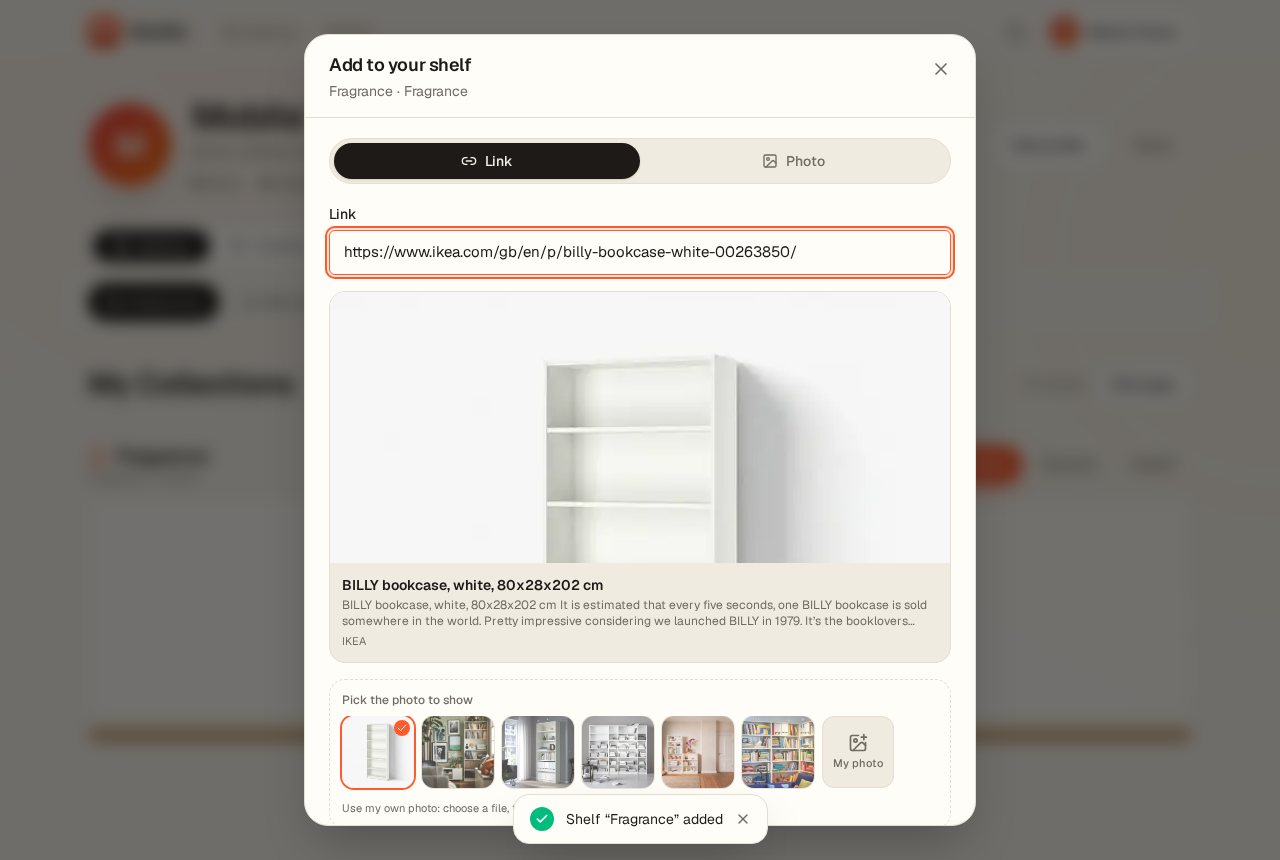 Add to your shelf
Fragrance · Fragrance
Link
Photo
Link
https://www.ikea.com/gb/en/p/billy-bookcase-white-00263850/
BILLY bookcase, white, 80x28x202 cm
BILLY bookcase, white, 80x28x202 cm It is estimated that every five seconds, one BILLY bookcase is sold
somewhere in the world. Pretty impressive considering we launched BILLY in 1979. It's the booklovers…
IKEA
Pick the photo to show
My photo
Use my own photo: choose a file,
Shelf “Fragrance” added
My Collections
Fragrance